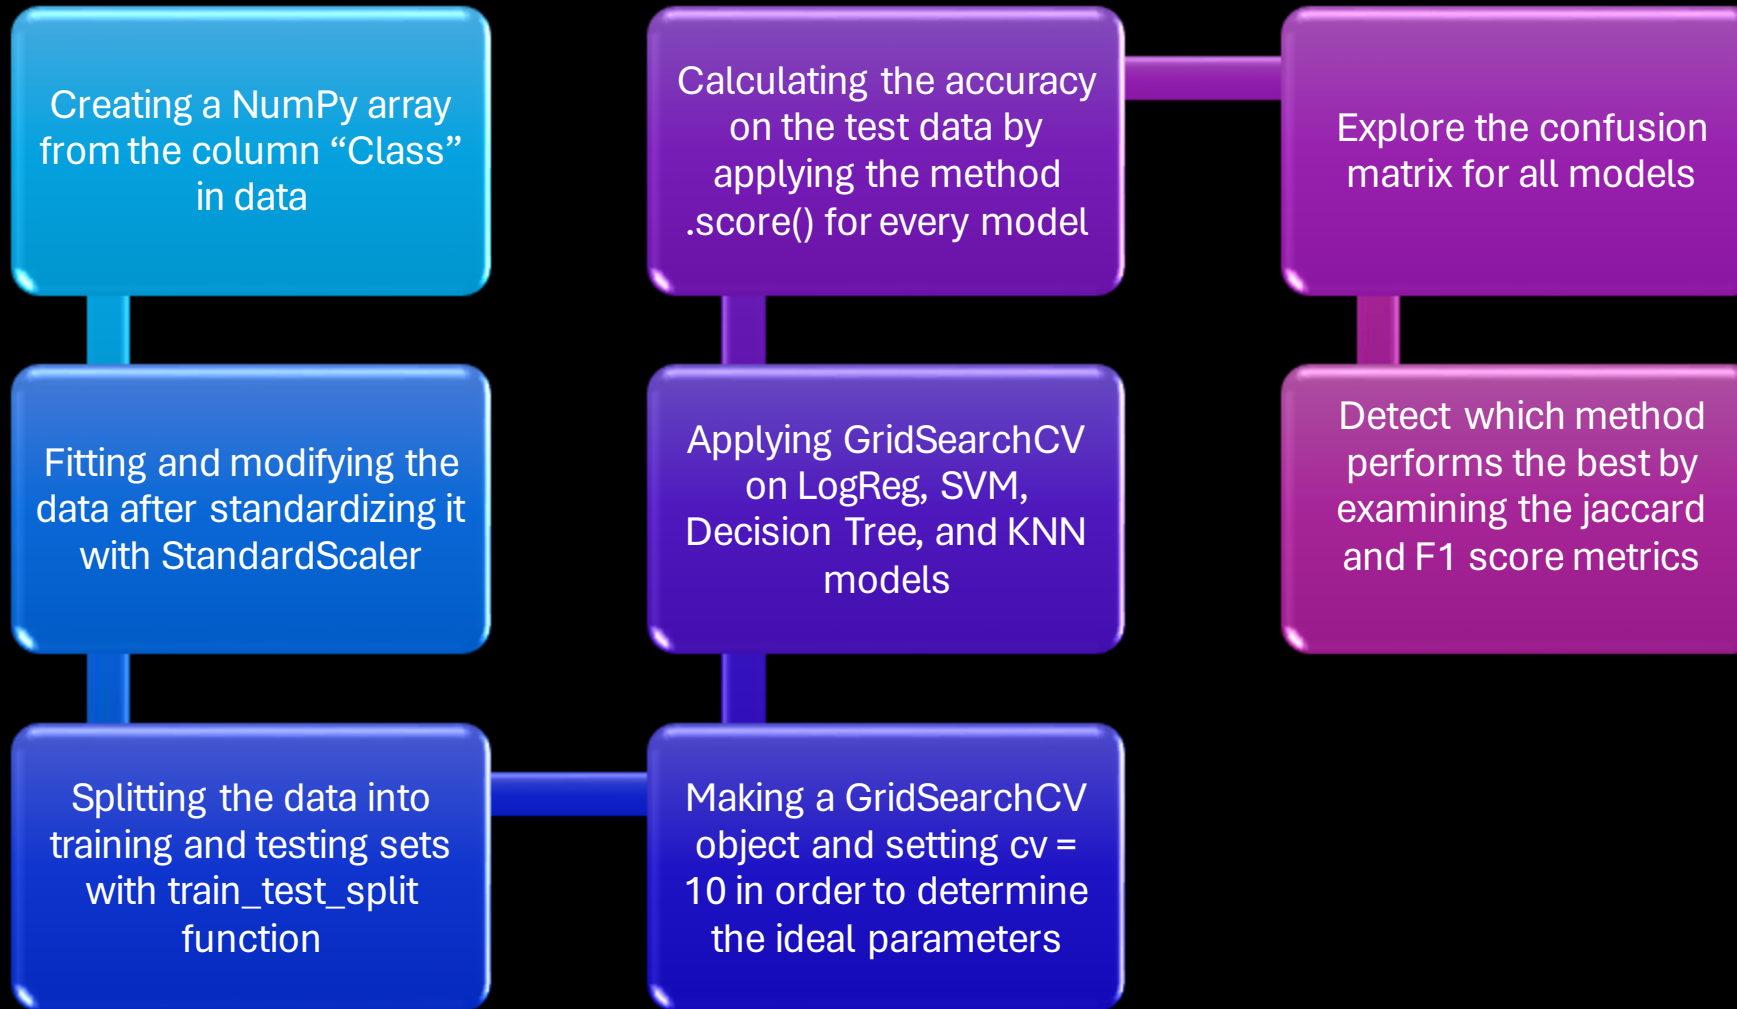 Creating a NumPy array
from the column “Class”
in data
Fitting and modifying the
data after standardizing it
with StandardScaler
Splitting the data into
training and testing sets
with train_test_split
function
Making a GridSearchCV
object and setting cv =
10 in order to determine
the ideal parameters
Applying GridSearchCV
on LogReg, SVM,
Decision Tree, and KNN
models
Calculating the accuracy
on the test data by
applying the method
.score() for every model
Explore the confusion
matrix for all models
Detect which method
performs the best by
examining the jaccard
and F1 score metrics